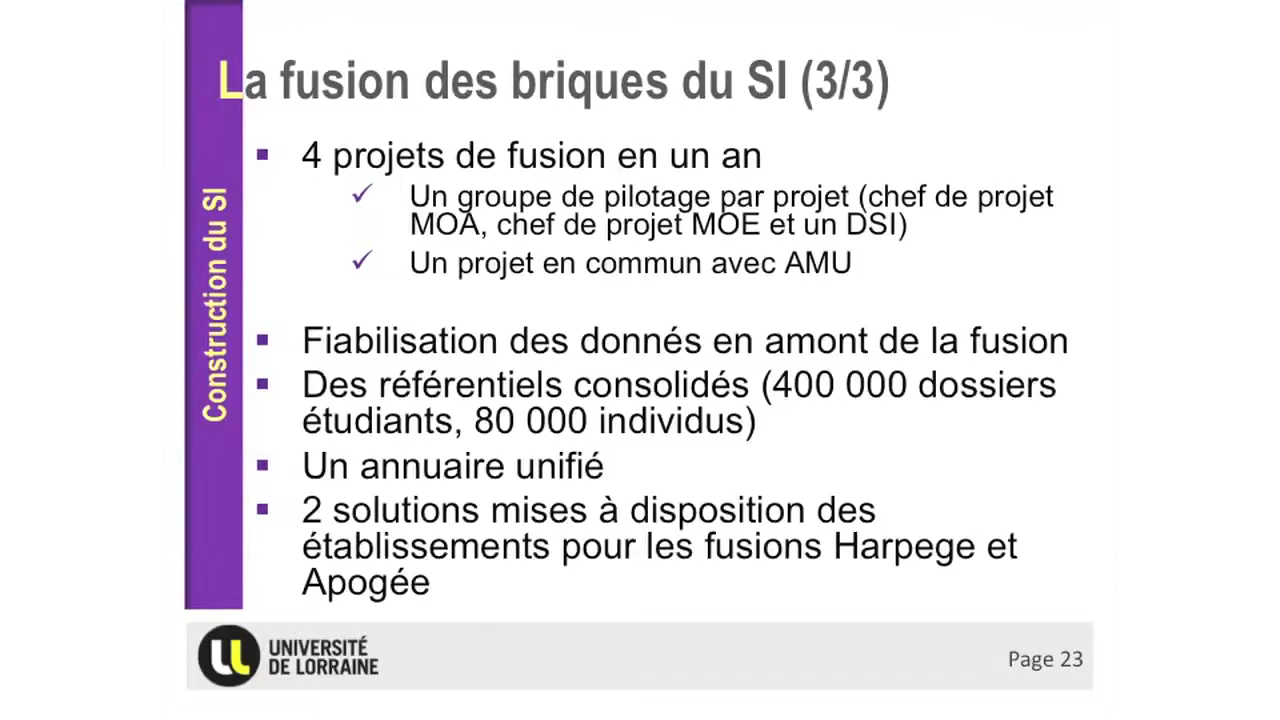 La fusion des briques du SI (3/3)
Construction du SI
4 projets de fusion en un an
Un groupe de pilotage par projet (chef de projet
MOA, chef de projet MOE et un DSI)
Un projet en commun avec AMU
Fiabilisation des donnés en amont de la fusion
Des référentiels consolidés (400 000 dossiers
étudiants, 80 000 individus)
Un annuaire unifié
2 solutions mises à disposition des
établissements pour les fusions Harpege et
Apogée
UNIVERSITÉ
DE LORRAINE
Page 23